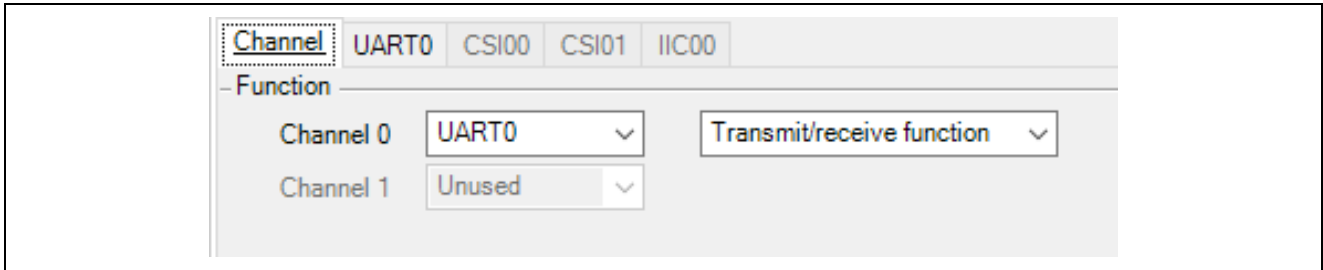 Channel UART0 CSI00 CSI01 IIC00
Function
Channel 0 UART0 Transmit/receive function
Channel 1 Unused